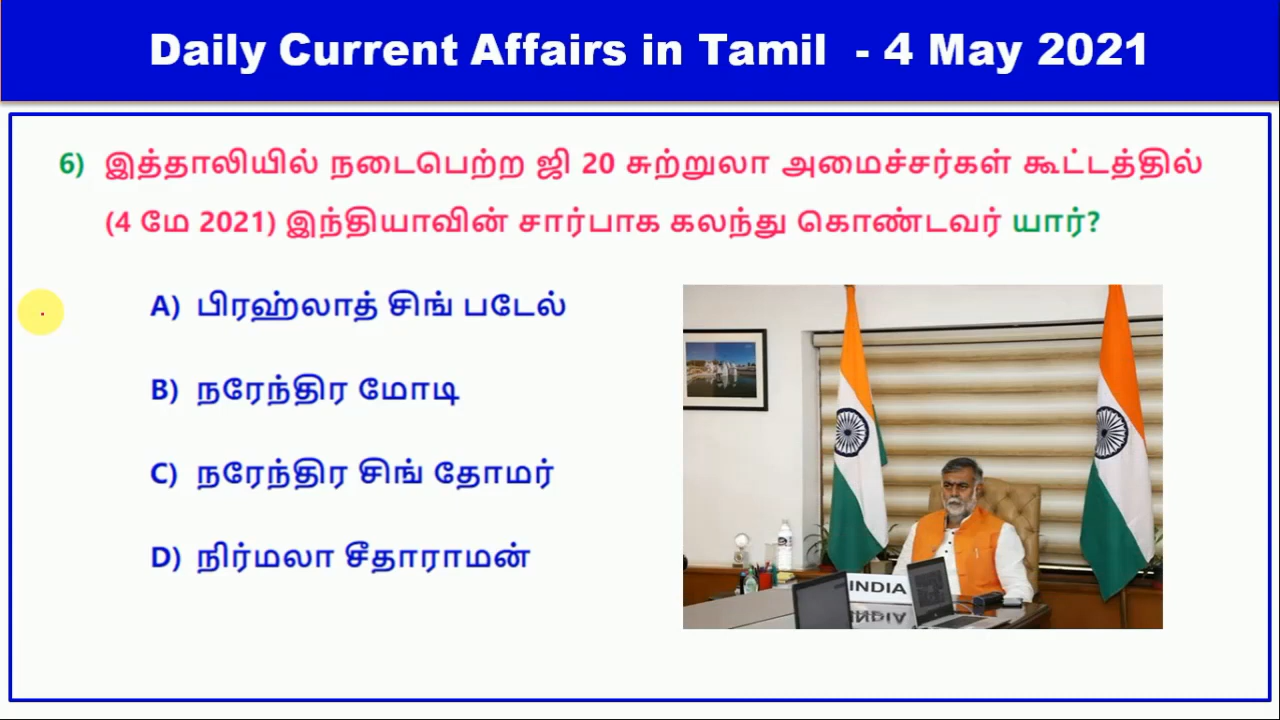 Daily Current Affairs in Tamil - 4 May 2021
6) இத்தாலியில் நடைபெற்ற ஜி 20 சுற்றுலா அமைச்சர்கள் கூட்டத்தில்
(4 மே 2021) இந்தியாவின் சார்பாக கலந்து கொண்டவர் யார்?
A) பிரஹ்லாத் சிங் படேல்
B) நரேந்திர மோடி
C) நரேந்திர சிங் தோமர்
D) நிர்மலா சீதாராமன்
INDIA